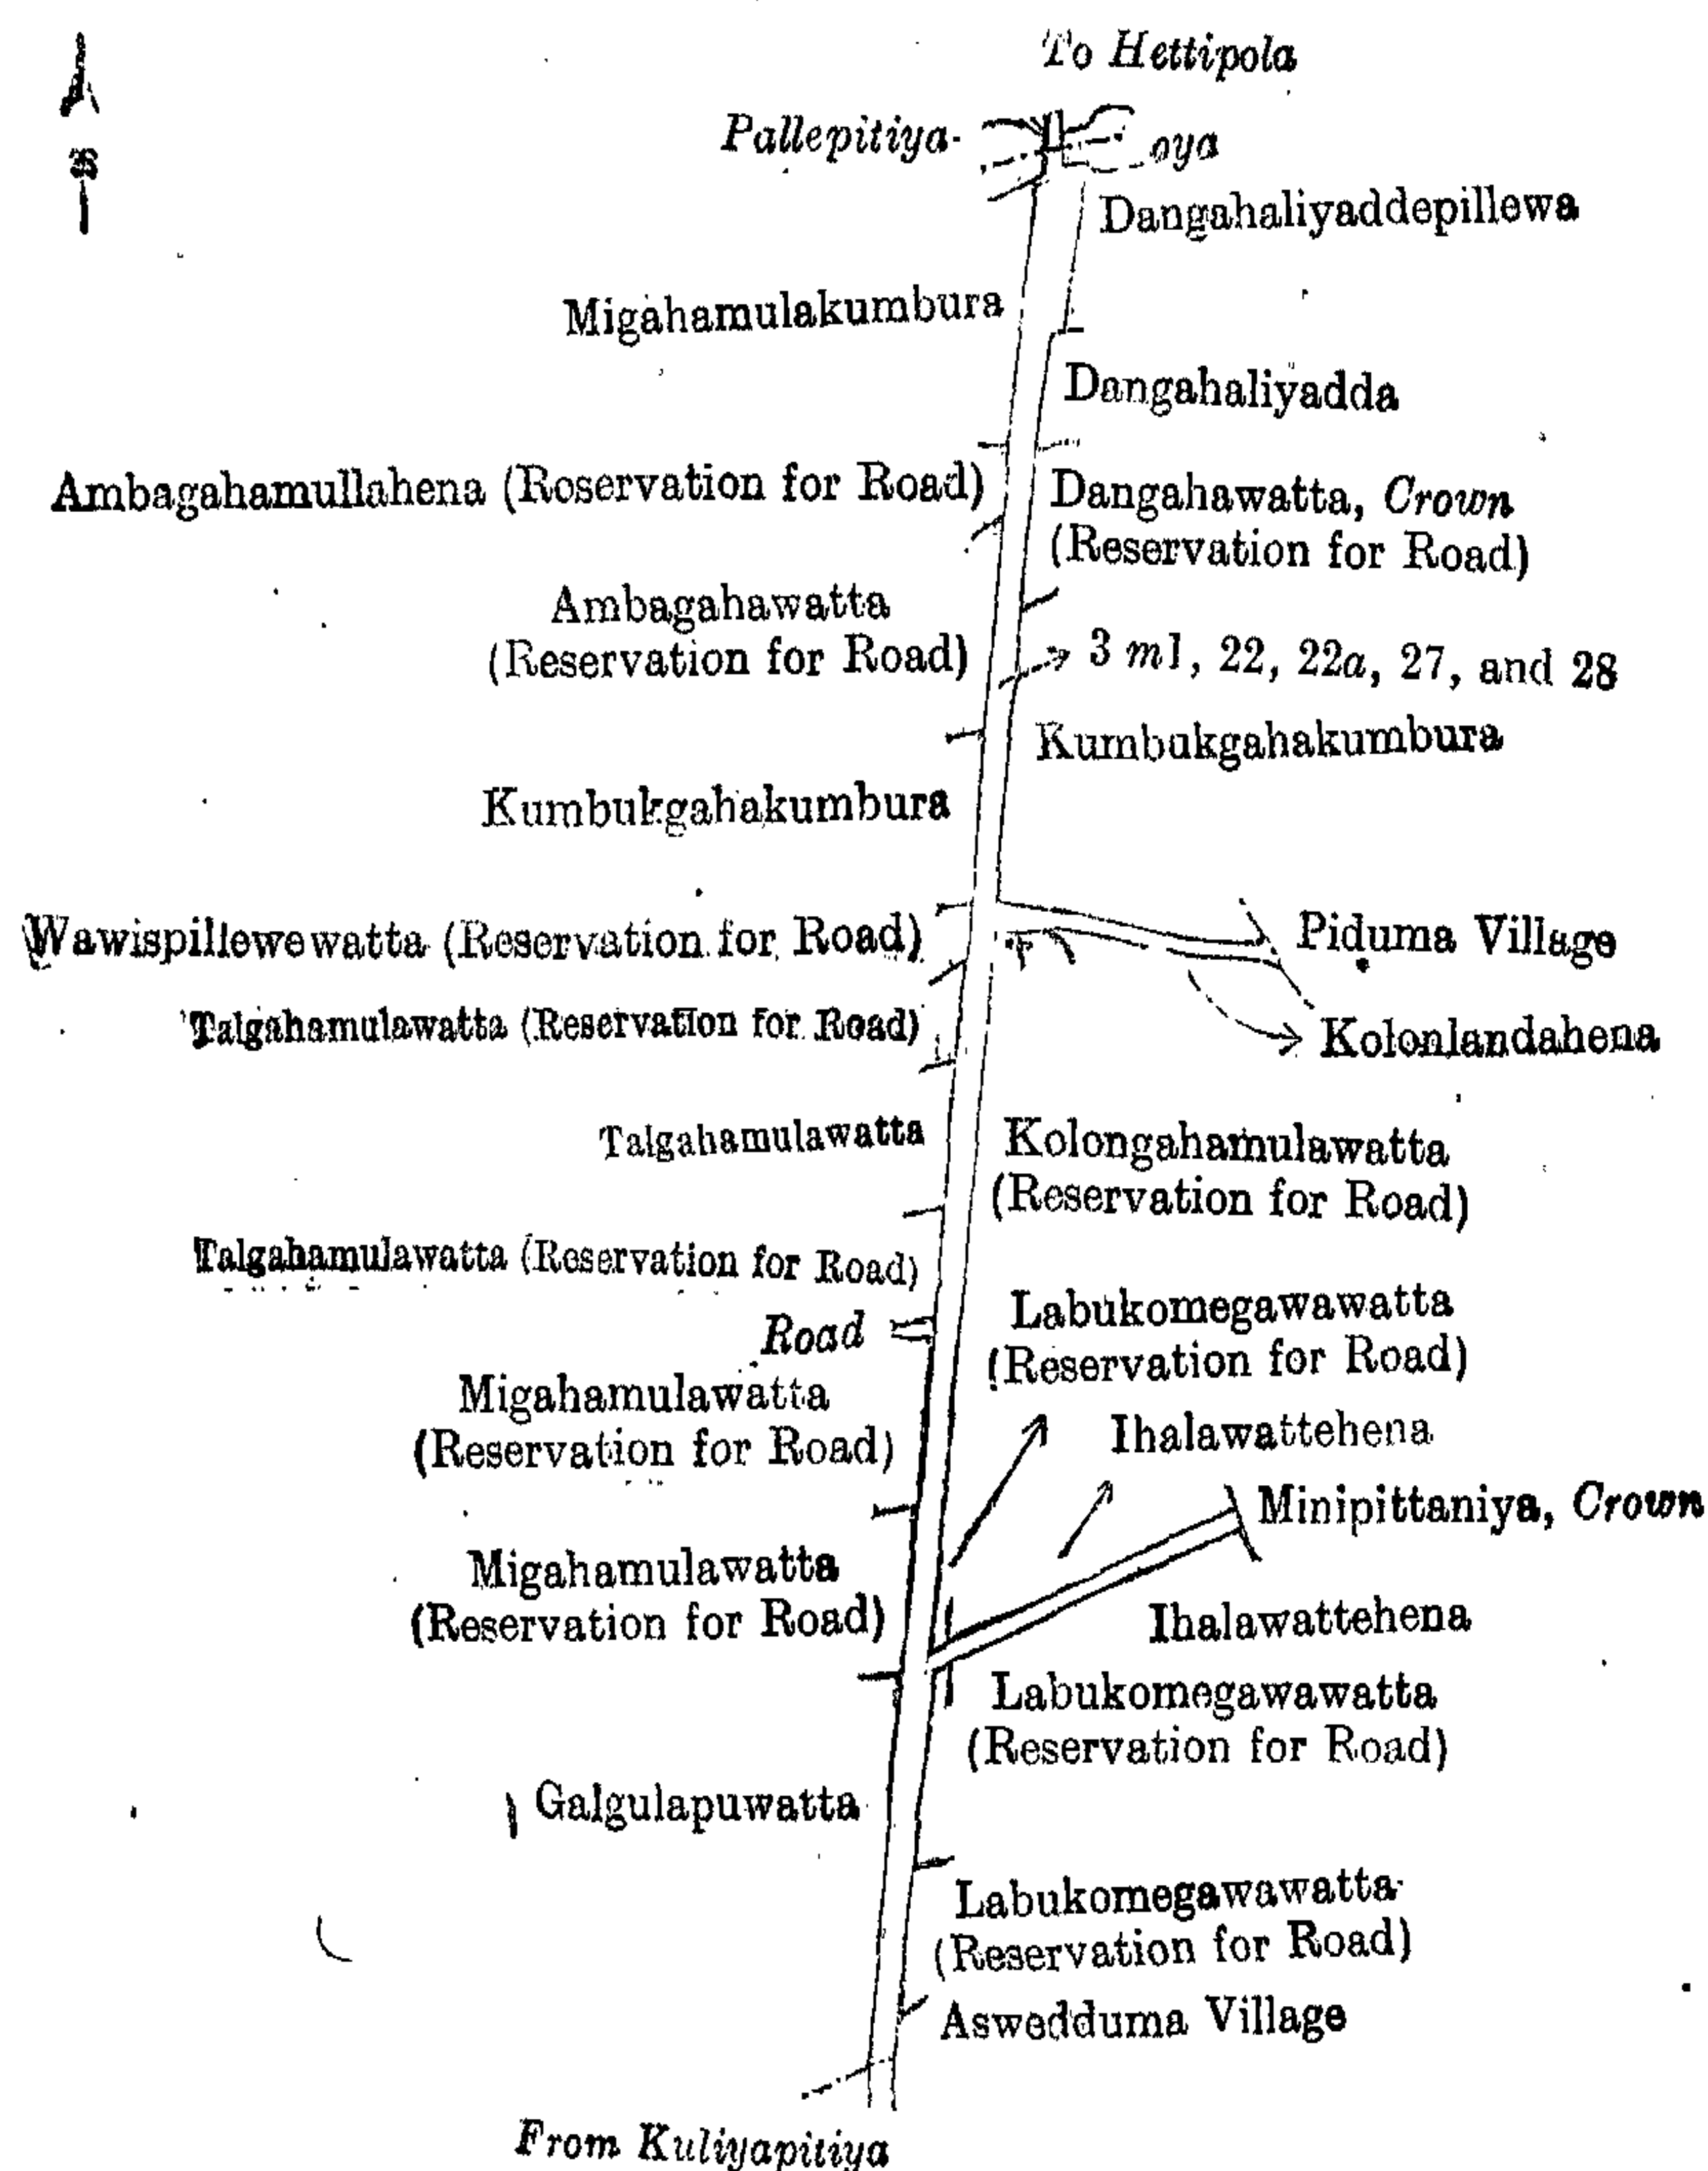 To Hettipola
Pallepitiya- oya
Dangahaliyaddepillewa
Migahamulakumbura
Dangahaliyadda
Ambagahamullahena (Roservation for Road)
Dangahawatta, Crown
(Reservation for Road)
Ambagahawatta
(Reservation for Road)
3 ml, 22, 22a, 27, and 28
Kumbukgahakumbura
Kumbukgahakumbura
Wawispillewewatta (Reservation for Road)
Piduma Village
Talgahamulawatta (Reservation for Road)
Kolonlandahena
Talgahamulawatta
Kolongahamulawatta
(Reservation for Road)
Talgahamulawatta (Reservation for Road)
Labukomegawawatta
(Reservation for Road)
Road
Migahamulawatta
(Reservation for Road)
Ihalawattehena
Minipittaniya, Crown
Migahamulawatta
(Reservation for Road)
Ihalawattehena
Labukomegawawatta
(Reservation for Road)
Galgulapuwatta
Labukomegawawatta
(Reservation for Road)
Aswedduma Village
From Kuliyapitiya